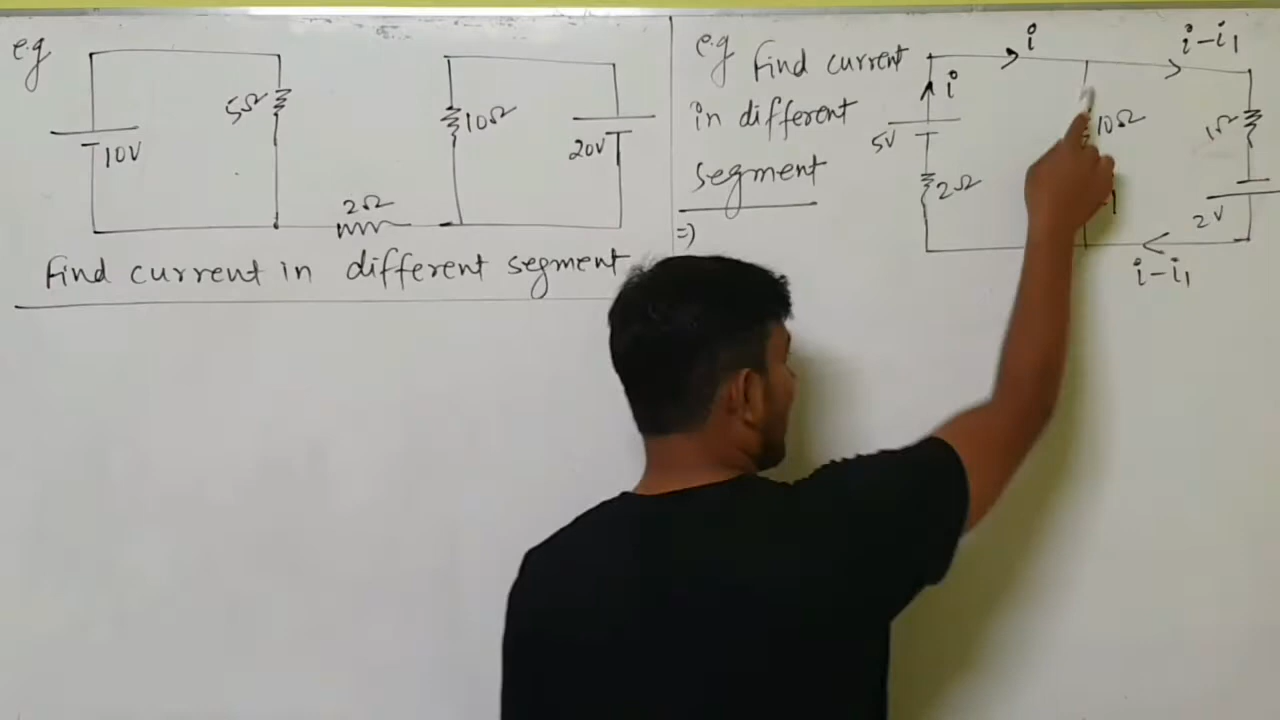 e.g
10V
5Ω
2Ω
10Ω
20V
Find current in different segment
e.g Find current
in different
segment
=)
i
i
i-i1
5V
2Ω
10Ω
1Ω
2V
i-i1